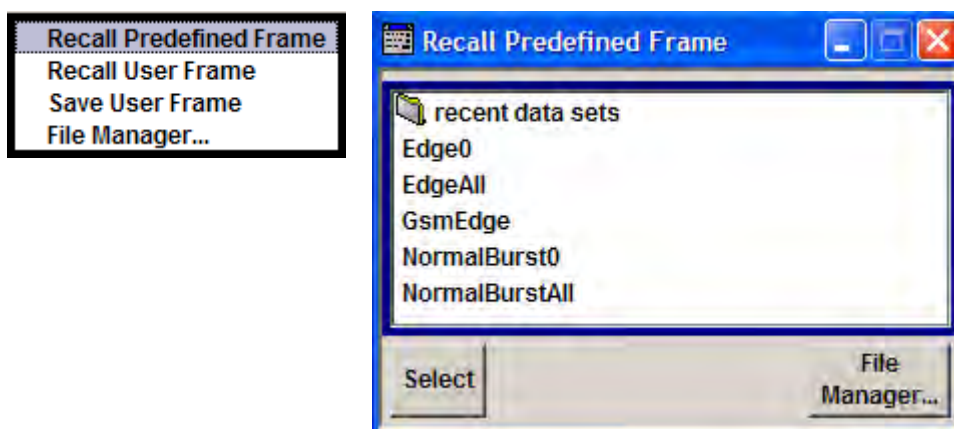 Recall Predefined Frame
Recall User Frame
Save User Frame
File Manager...
Recall Predefined Frame
recent data sets
Edge0
EdgeAll
GsmEdge
NormalBurst0
NormalBurstAll
Select
File
Manager...